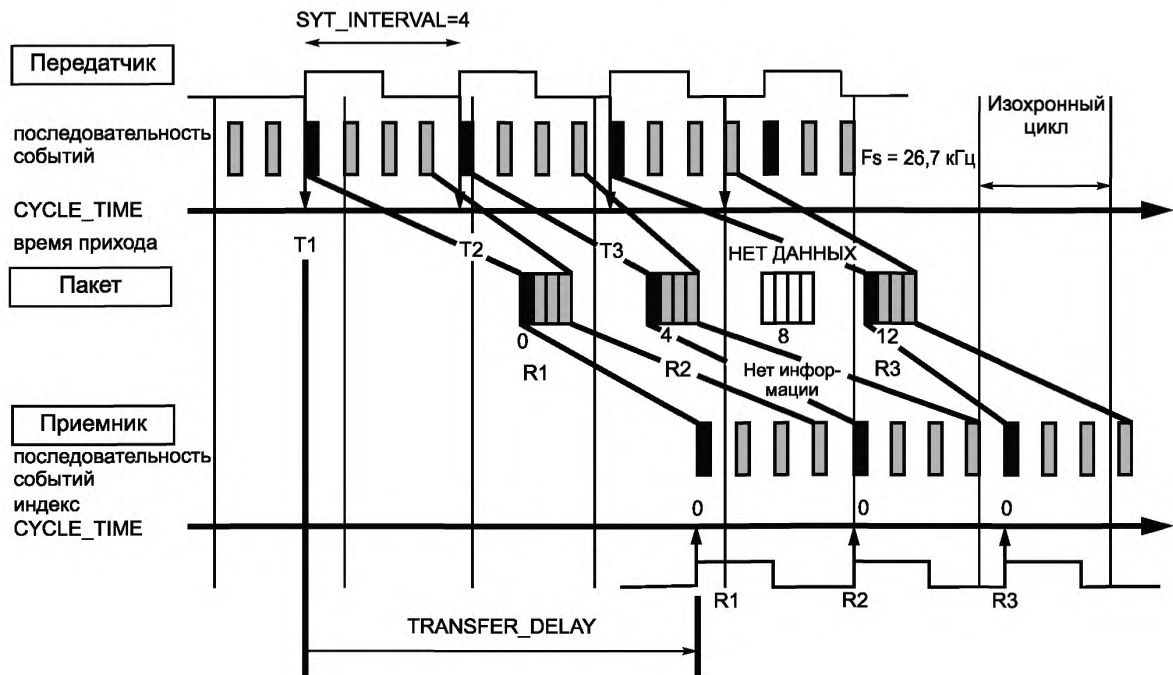 SYT_INTERVAL=4
Передатчик
Изохронный
цикл
последовательность
событий
Fs = 26,7 кГц
CYCLE_TIME
время прихода
T1
T2
T3
НЕТ ДАННЫХ
Пакет
0
4
8
12
R1
R2
Нет инфор-
мации
R3
Приемник
последовательность
событий
индекс
0
0
0
CYCLE_TIME
R1
R2
R3
TRANSFER_DELAY